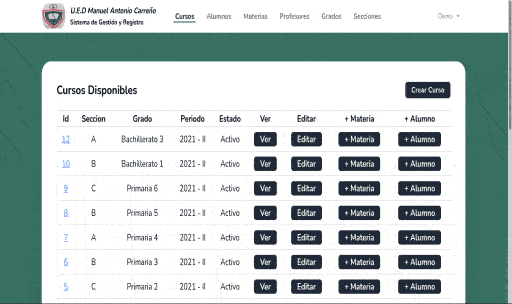 U.E.D Manuel Antonio Carreño
Sistema de Gestión y Registro
Cursos Alumnos Materias Profesores Grados Secciones Demo
Cursos Disponibles Crear Curso
Id Seccion Grado Periodo Estado Ver Editar + Materia + Alumno
12 A Bachillerato 3 2021 - II Activo Ver Editar + Materia + Alumno
10 B Bachillerato 1 2021 - II Activo Ver Editar + Materia + Alumno
9 C Primaria 6 2021 - II Activo Ver Editar + Materia + Alumno
8 B Primaria 5 2021 - II Activo Ver Editar + Materia + Alumno
7 A Primaria 4 2021 - II Activo Ver Editar + Materia + Alumno
6 B Primaria 3 2021 - II Activo Ver Editar + Materia + Alumno
5 C Primaria 2 2021 - II Activo Ver Editar + Materia + Alumno